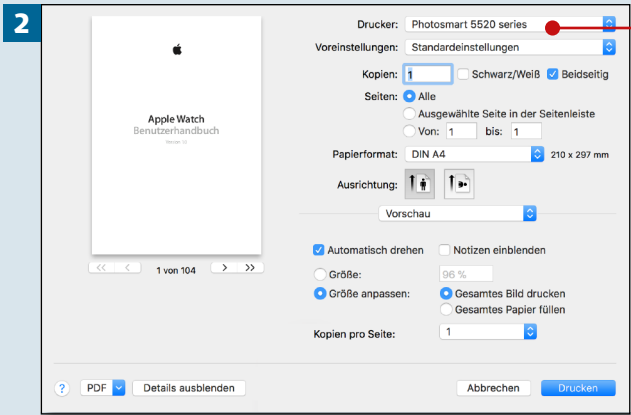 2
Drucker: Photosmart 5520 series
Voreinstellungen: Standardeinstellungen
Kopien: 1 Schwarz/Weiß Beidseitig
Seiten: Alle
Ausgewählte Seite in der Seitenleiste
Von: 1 bis: 1
Papierformat: DIN A4 210 x 297 mm
Ausrichtung:
Vorschau
Automatisch drehen Notizen einblenden
Größe: 96 %
Größe anpassen: Gesamtes Bild drucken
Gesamtes Papier füllen
Kopien pro Seite: 1
Apple Watch
Benutzerhandbuch
<< < 1 von 104 > >>
? PDF Details ausblenden Abbrechen Drucken